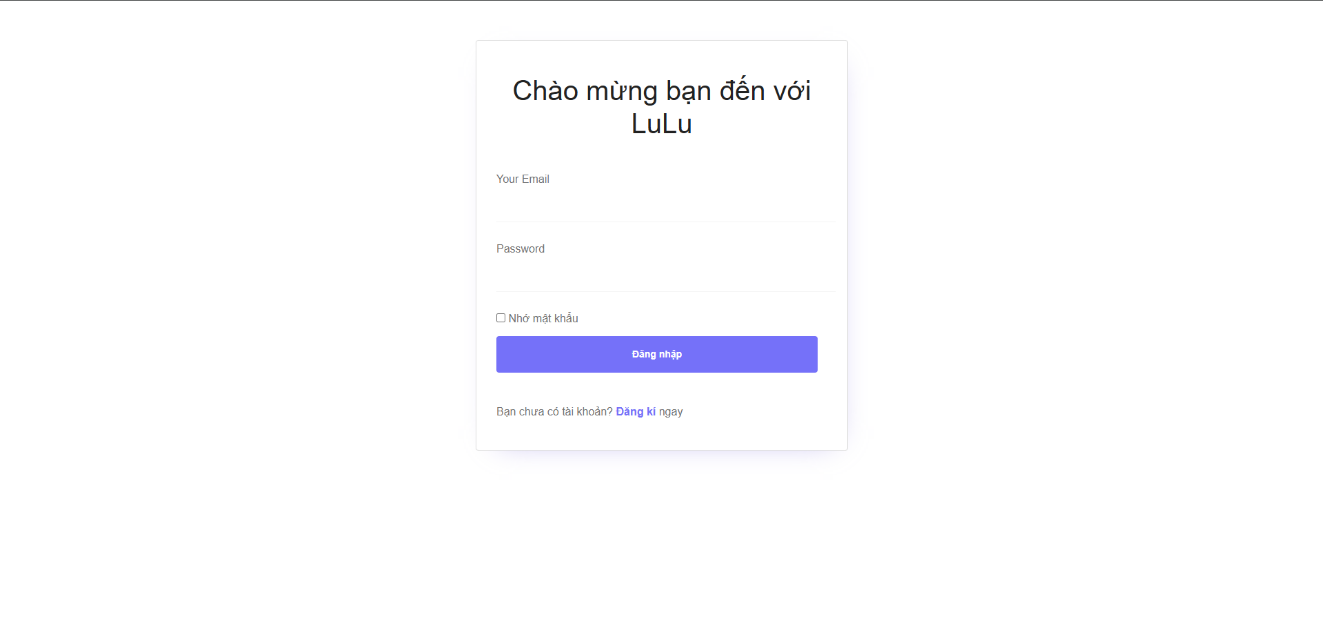 Chào mừng bạn đến với
LuLu
Your Email
Password
Nhớ mật khẩu
Đăng nhập
Bạn chưa có tài khoản? Đăng kí ngay